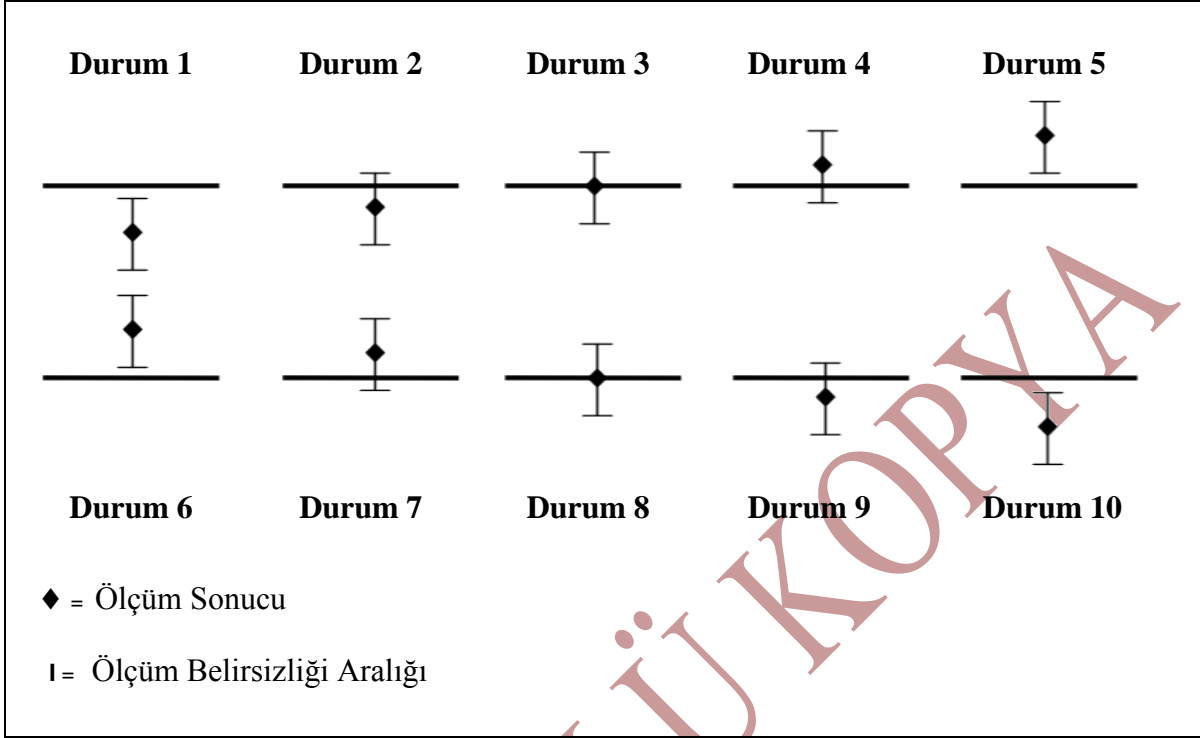 Durum 1 Durum 2 Durum 3 Durum 4 Durum 5
Durum 6 Durum 7 Durum 8 Durum 9 Durum 10
♦ = Ölçüm Sonucu
I = Ölçüm Belirsizliği Aralığı
Ü KOPYA